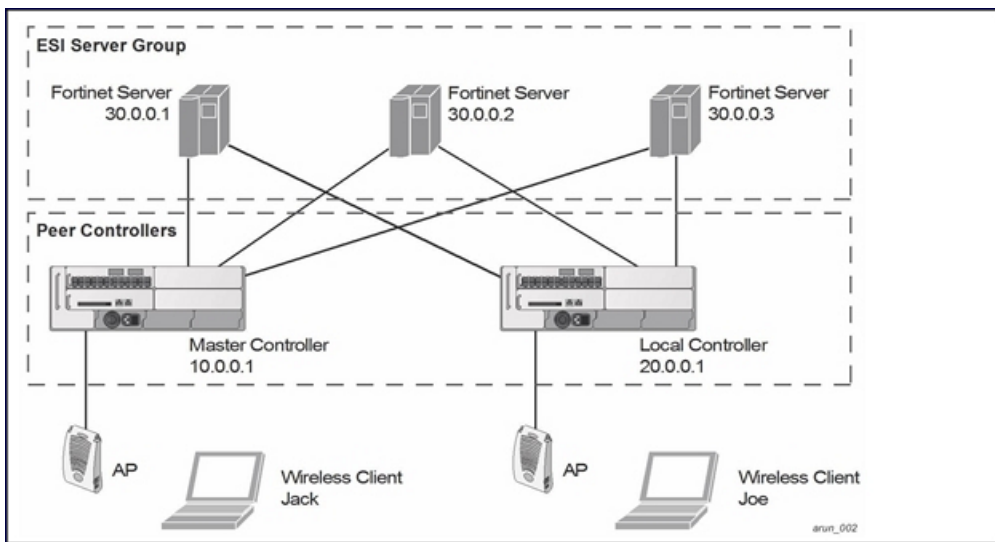 ESI Server Group
Fortinet Server
30.0.0.1
Fortinet Server
30.0.0.2
Fortinet Server
30.0.0.3
Peer Controllers
Master Controller
10.0.0.1
Local Controller
20.0.0.1
AP
Wireless Client
Jack
AP
Wireless Client
Joe
arun_002